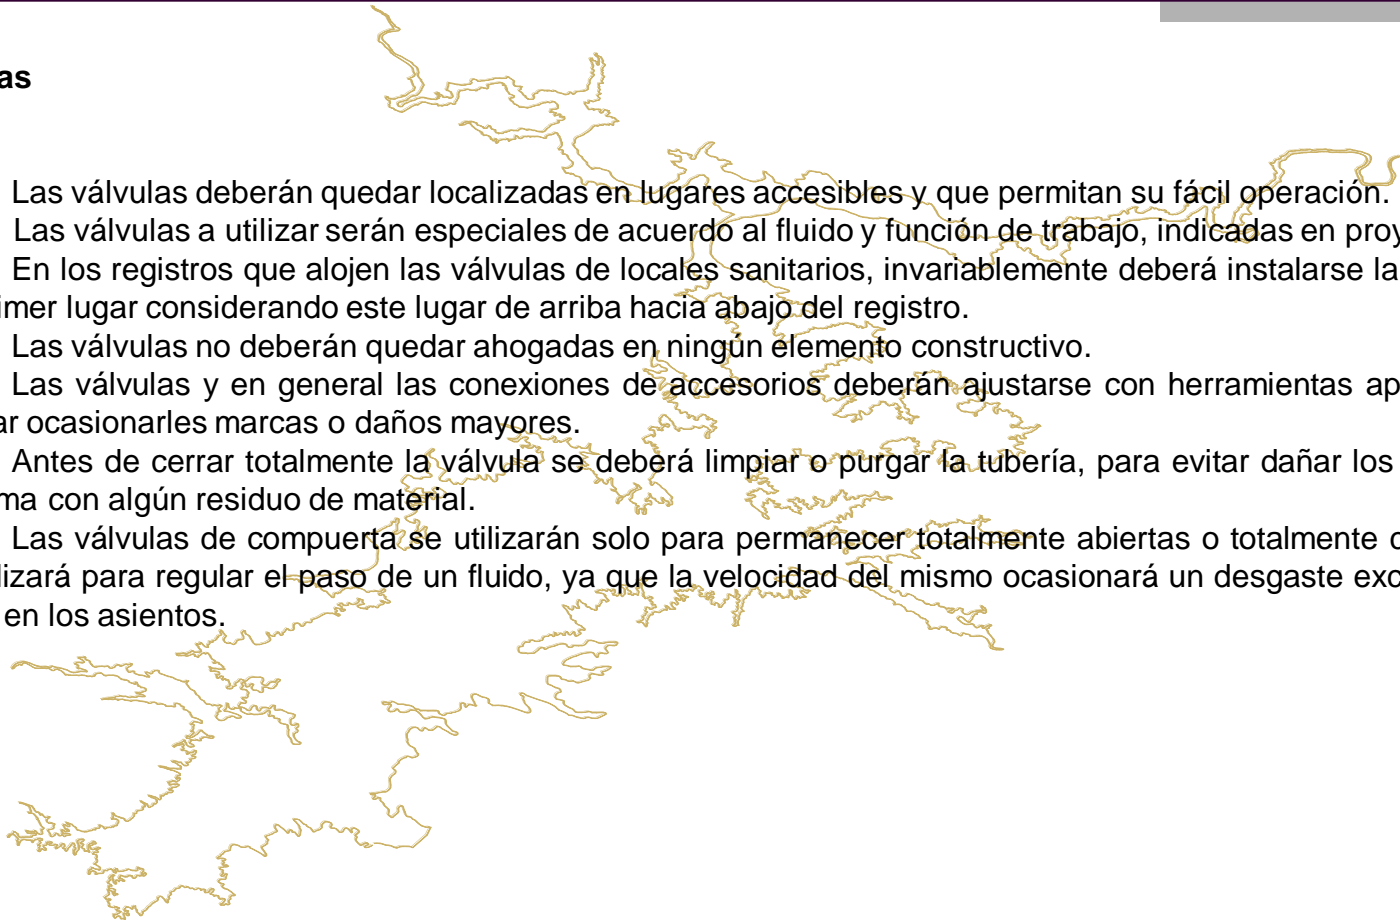 as
Las válvulas deberán quedar localizadas en lugares accesibles y que permitan su fácil operación.
Las válvulas a utilizar serán especiales de acuerdo al fluido y función de trabajo, indicadas en proy
En los registros que alojen las válvulas de locales sanitarios, invariablemente deberá instalarse la
imer lugar considerando este lugar de arriba hacia abajo del registro.
Las válvulas no deberán quedar ahogadas en ningún elemento constructivo.
Las válvulas y en general las conexiones de accesorios deberán ajustarse con herramientas ap
ar ocasionarles marcas o daños mayores.
Antes de cerrar totalmente la válvula se deberá limpiar o purgar la tubería, para evitar dañar los
ma con algún residuo de material.
Las válvulas de compuerta se utilizarán solo para permanecer totalmente abiertas o totalmente c
lizará para regular el paso de un fluido, ya que la velocidad del mismo ocasionará un desgaste exc
en los asientos.